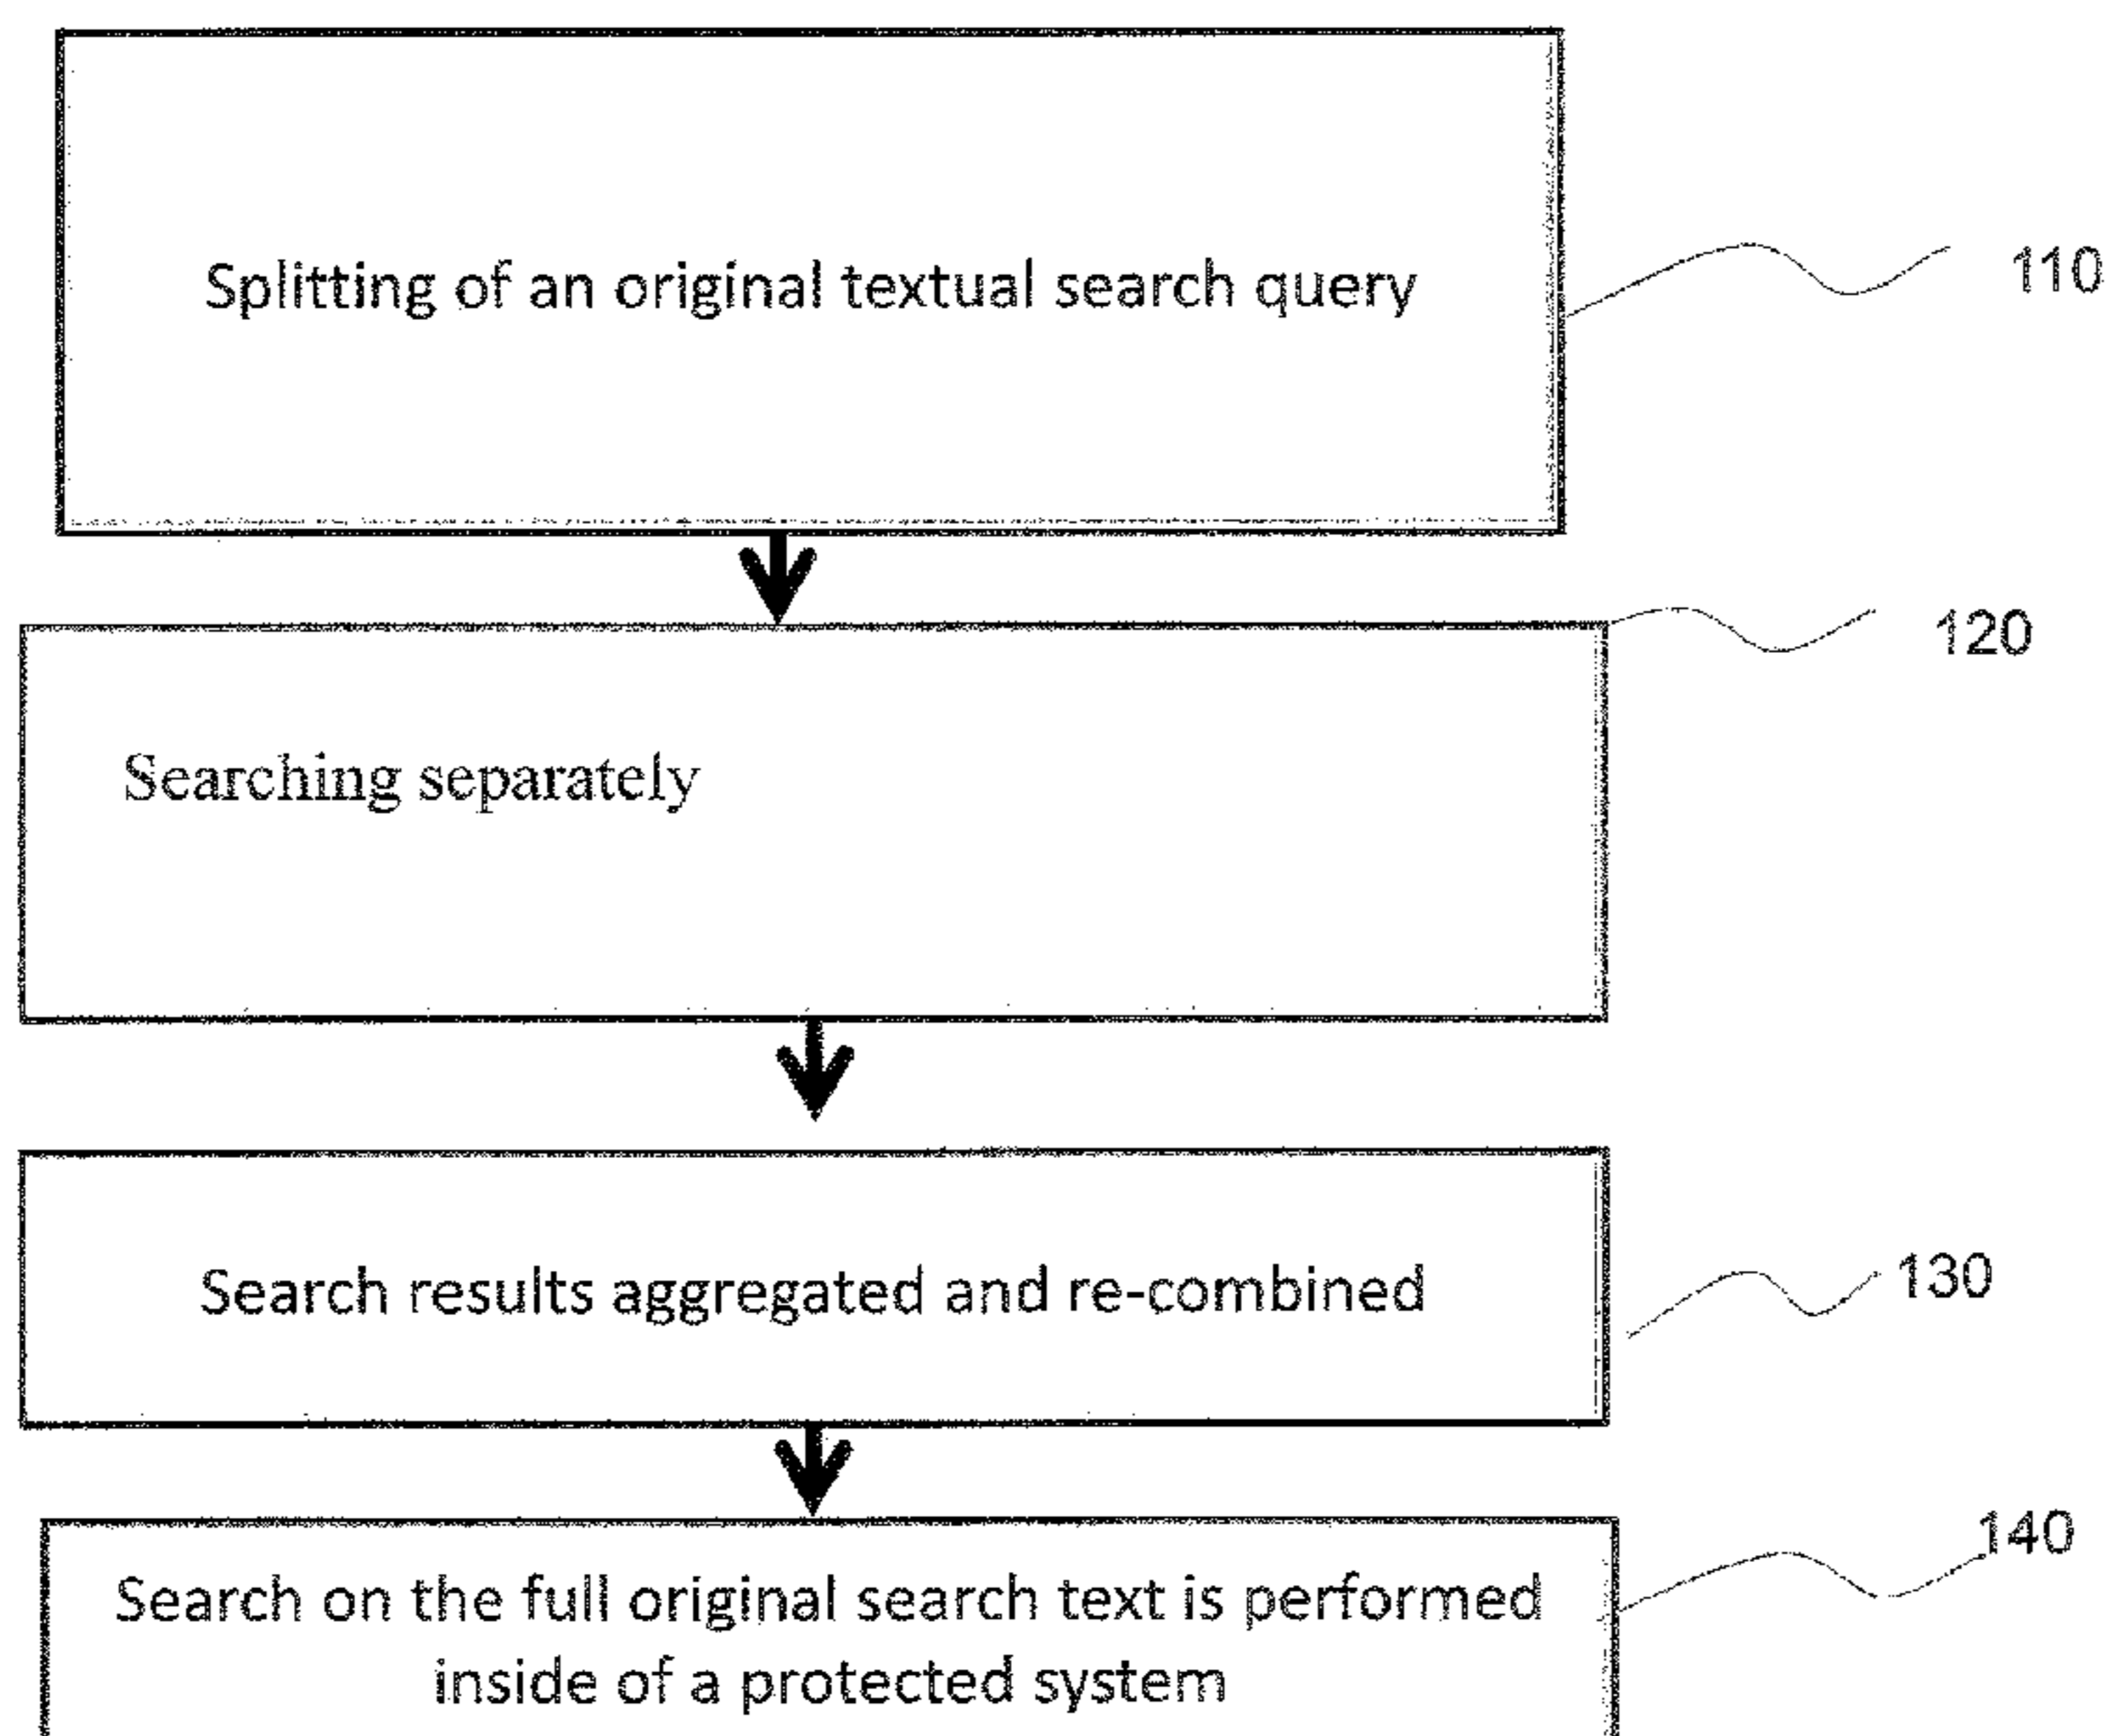 Splitting of an original textual search query
110
120
Searching separately
Search results aggregated and re-combined
130
140
Search on the full original search text is performed
inside of a protected system